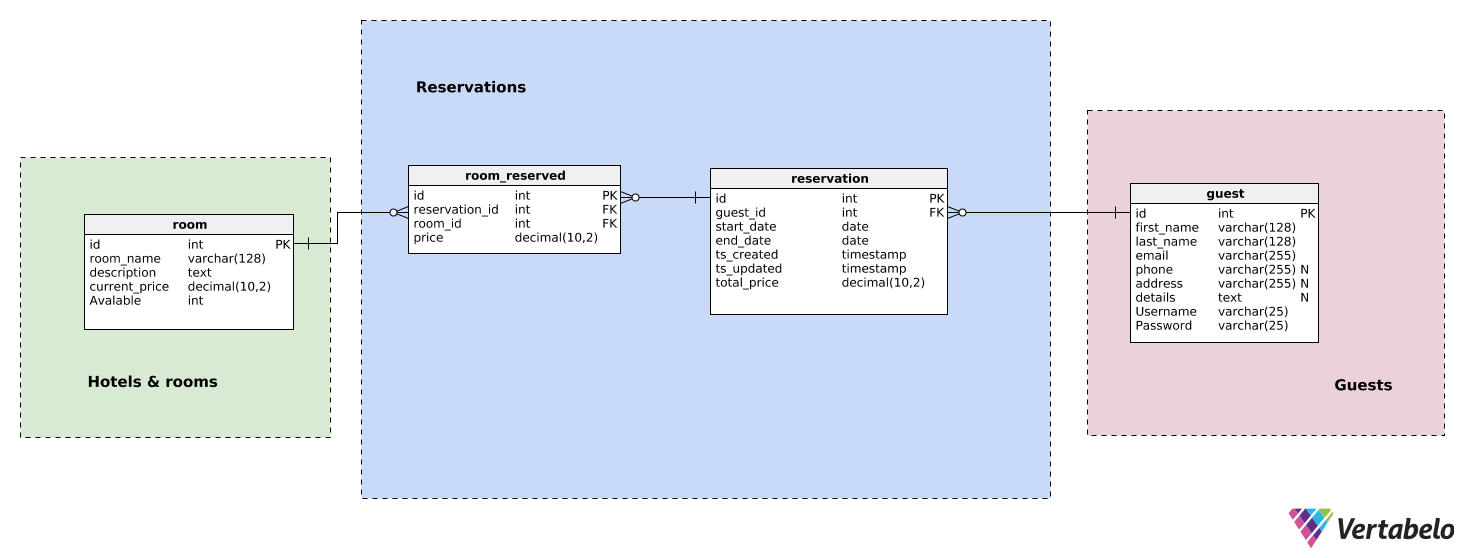 Reservations
Hotels & rooms
Guests
room
id int PK
room_name varchar(128)
description text
current_price decimal(10,2)
Avalable int
room_reserved
id int PK
reservation_id int FK
room_id int FK
price decimal(10,2)
reservation
id int PK
guest_id int FK
start_date date
end_date date
ts_created timestamp
ts_updated timestamp
total_price decimal(10,2)
guest
id int PK
first_name varchar(128)
last_name varchar(128)
email varchar(255)
phone varchar(255) N
address varchar(255) N
details text N
Username varchar(25)
Password varchar(25)
Vertabelo